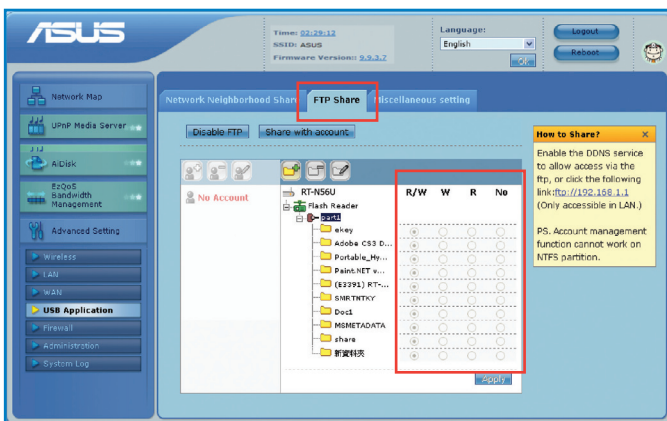 ASUS
Time: 02:29:12
SSID: ASUS
Firmware Version: 9.9.3.7
Language:
English
Ok
Logout
Reboot
Network Map
UPnP Media Server
AiDisk
EzQoS
Bandwidth
Management
Advanced Setting
Wireless
LAN
WAN
USB Application
Firewall
Administration
System Log
Network Neighborhood Share
FTP Share
Miscellaneous setting
Disable FTP
Share with account
No Account
RT-N56U
R/W W R No
Flash Reader
part1
ekey
Adobe CS3 D...
Portable_Hy...
Paint.NET v...
(E3391) RT-...
SMRTNTKY
Doc1
MSMETADATA
share
新資料夾
Apply
How to Share? ×
Enable the DDNS service
to allow access via the
ftp, or click the following
link:ftp://192.168.1.1
(Only accessible in LAN.)
PS. Account management
function cannot work on
NTFS partition.